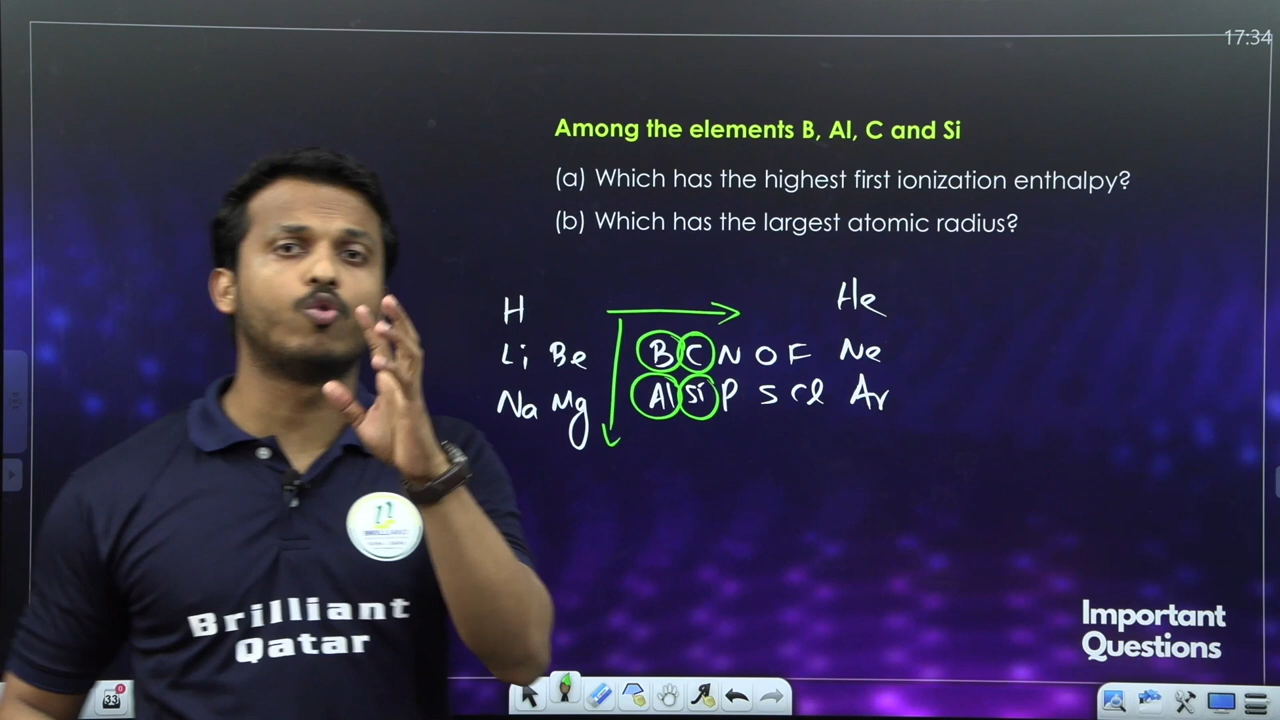 17:34
Among the elements B, Al, C and Si
(a) Which has the highest first ionization enthalpy?
(b) Which has the largest atomic radius?
H He
Li Be B C N O F Ne
Na Mg Al Si P S Cl Ar
n
Brilliant
Qatar
Important
Questions
33